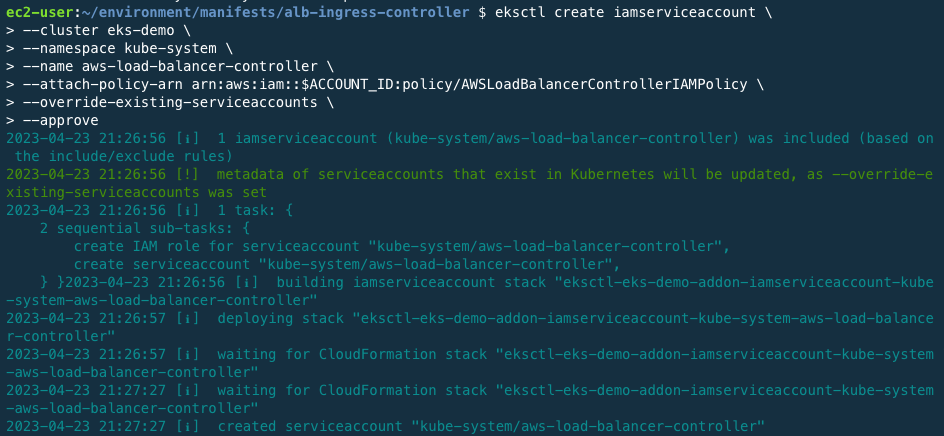 ec2-user:~/environment/manifests/alb-ingress-controller $ eksctl create iamserviceaccount \
> --cluster eks-demo \
> --namespace kube-system \
> --name aws-load-balancer-controller \
> --attach-policy-arn arn:aws:iam::$ACCOUNT_ID:policy/AWSLoadBalancerControllerIAMPolicy \
> --override-existing-serviceaccounts \
> --approve
2023-04-23 21:26:56 [ℹ]  1 iamserviceaccount (kube-system/aws-load-balancer-controller) was included (based on
 the include/exclude rules)
2023-04-23 21:26:56 [!]  metadata of serviceaccounts that exist in Kubernetes will be updated, as --override-e
xisting-serviceaccounts was set
2023-04-23 21:26:56 [ℹ]  1 task: {
    2 sequential sub-tasks: {
        create IAM role for serviceaccount "kube-system/aws-load-balancer-controller",
        create serviceaccount "kube-system/aws-load-balancer-controller",
    } }2023-04-23 21:26:56 [ℹ]  building iamserviceaccount stack "eksctl-eks-demo-addon-iamserviceaccount-kube
-system-aws-load-balancer-controller"
2023-04-23 21:26:57 [ℹ]  deploying stack "eksctl-eks-demo-addon-iamserviceaccount-kube-system-aws-load-balance
r-controller"
2023-04-23 21:26:57 [ℹ]  waiting for CloudFormation stack "eksctl-eks-demo-addon-iamserviceaccount-kube-system
-aws-load-balancer-controller"
2023-04-23 21:27:27 [ℹ]  waiting for CloudFormation stack "eksctl-eks-demo-addon-iamserviceaccount-kube-system
-aws-load-balancer-controller"
2023-04-23 21:27:27 [ℹ]  created serviceaccount "kube-system/aws-load-balancer-controller"